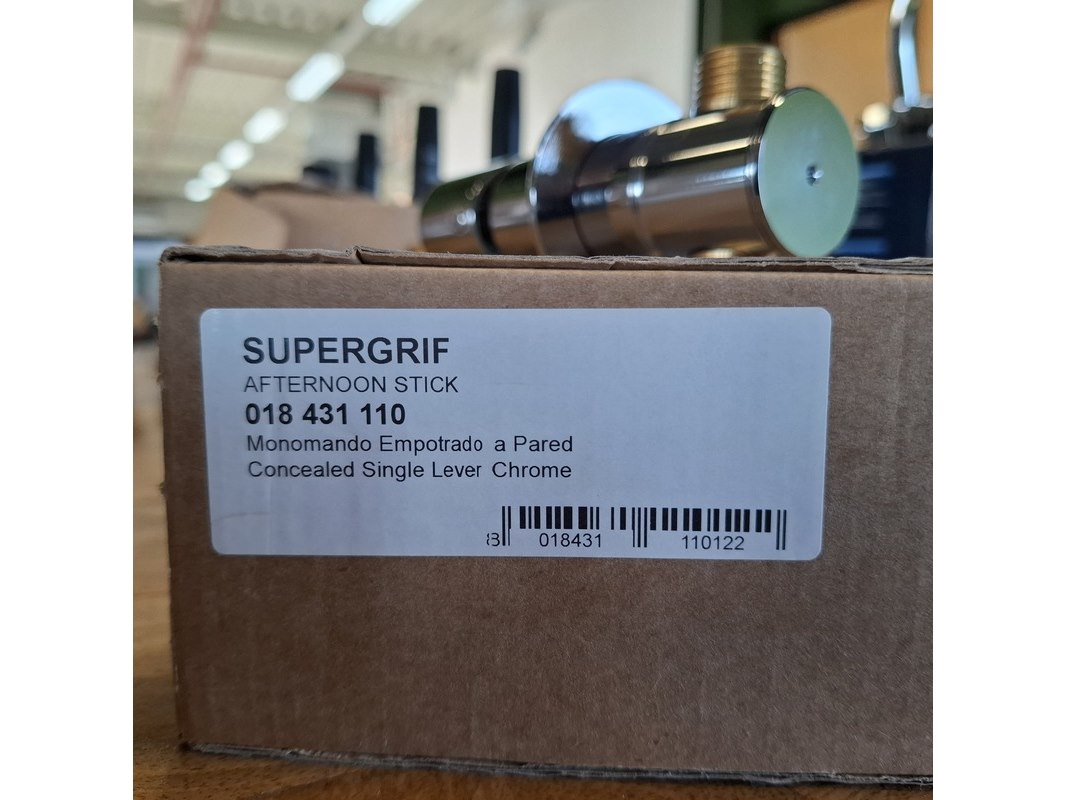 SUPERGRIF
AFTERNOON STICK
018 431 110
Monomando Empotrado a Pared
Concealed Single Lever Chrome
8 018431 110122